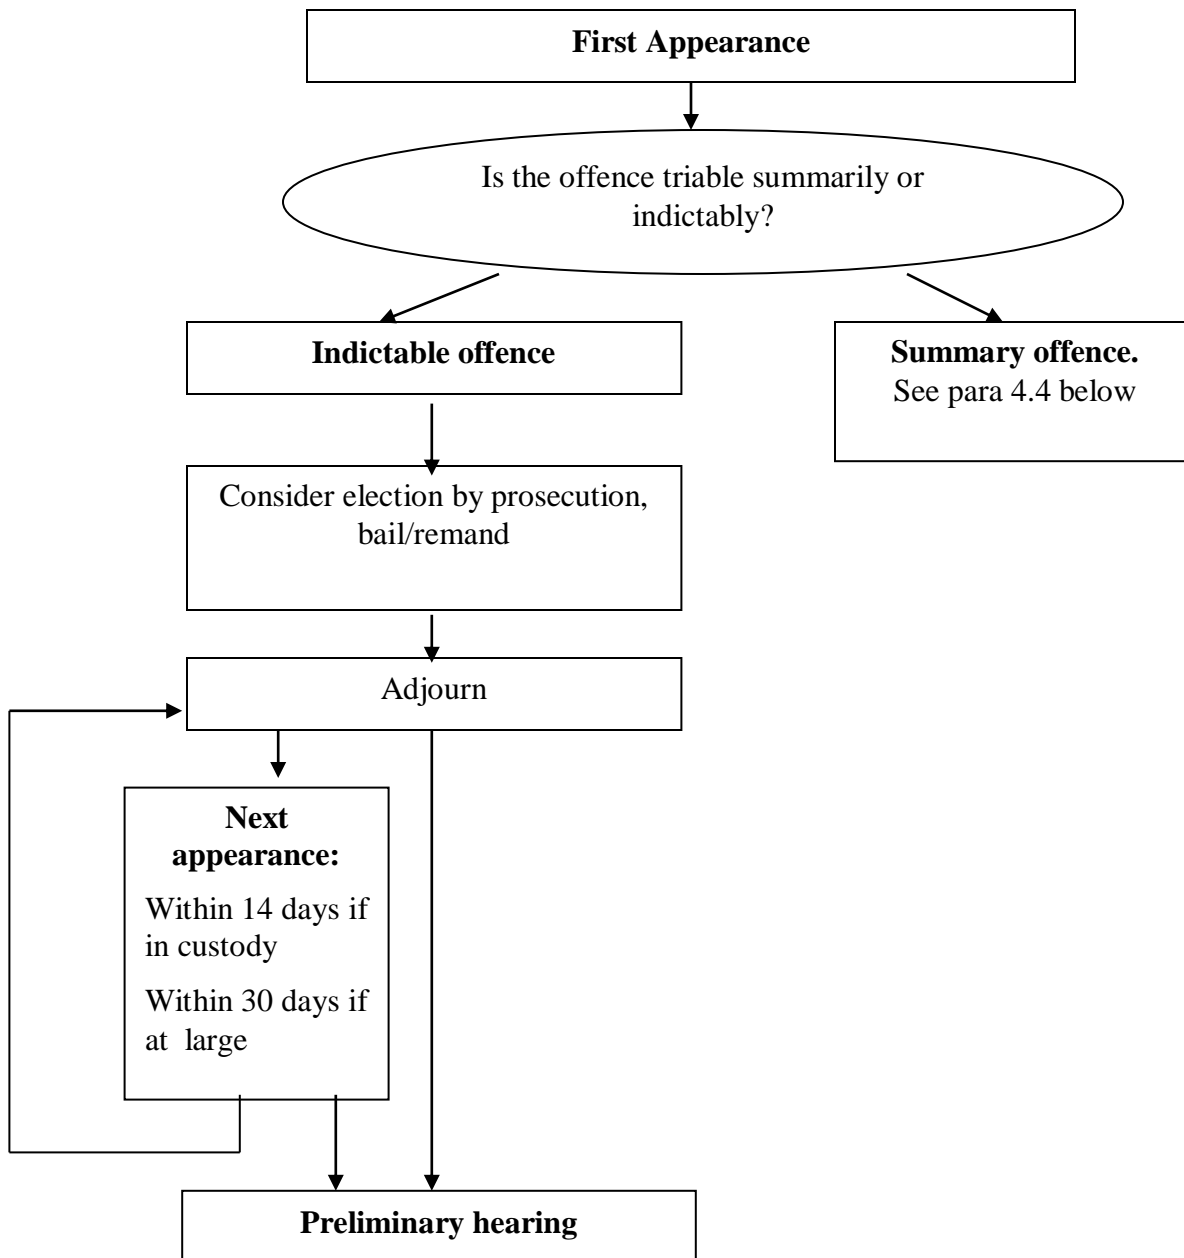 First Appearance
Is the offence triable summarily or
indictably?
Indictable offence
Summary offence.
See para 4.4 below
Consider election by prosecution,
bail/remand
Adjourn
Next
appearance:
Within 14 days if
in custody
Within 30 days if
at large
Preliminary hearing